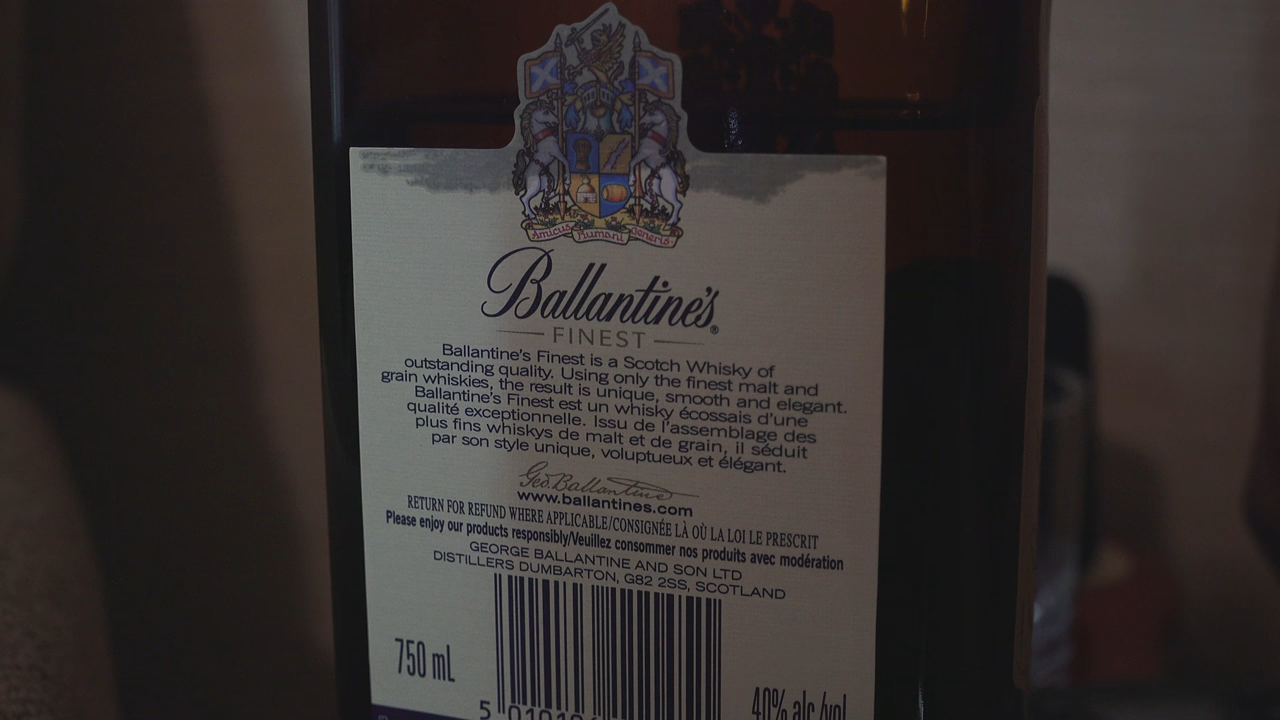 Amicus Humani Generis
Ballantine's®
FINEST
Ballantine's Finest is a Scotch Whisky of
outstanding quality. Using only the finest malt and
grain whiskies, the result is unique, smooth and elegant.
Ballantine's Finest est un whisky écossais d'une
qualité exceptionnelle. Issu de l'assemblage des
plus fins whiskys de malt et de grain, il séduit
par son style unique, voluptueux et élégant.
Geo. Ballantine
www.ballantines.com
RETURN FOR REFUND WHERE APPLICABLE/CONSIGNÉE LÀ OÙ LA LOI LE PRESCRIT
Please enjoy our products responsibly/Veuillez consommer nos produits avec modération
GEORGE BALLANTINE AND SON LTD
DISTILLERS DUMBARTON, G82 2SS, SCOTLAND
750 mL
40% alc/vol